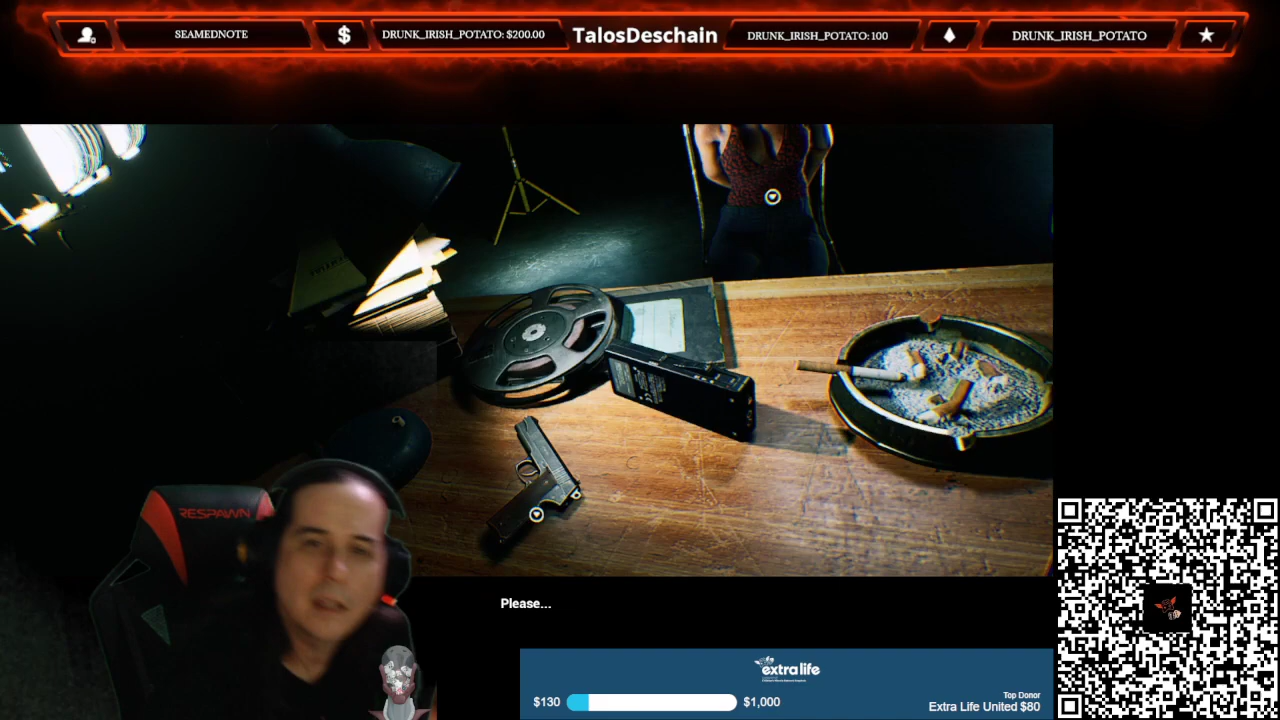 SEAMEDNOTE
$
DRUNK_IRISH_POTATO: $200.00
TalosDeschain
DRUNK_IRISH_POTATO: 100
DRUNK_IRISH_POTATO
RESPAWN
Please...
extra life
$130
$1,000
Top Donor
Extra Life United $80